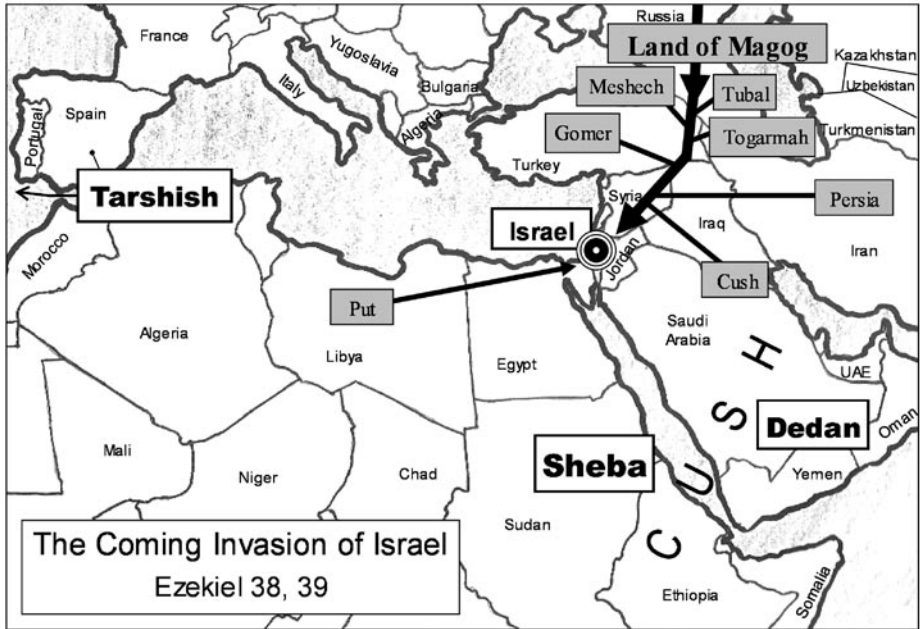 Russia
France
Land of Magog
Yugoslavia
Kazakhstan
Italy
Bulgaria
Meshech
Tubal
Uzbekistan
Spain
Portugal
Algeria
Gomer
Togarmah
Turkmenistan
Turkey
Tarshish
Syria
Persia
Israel
Iraq
Morocco
Jordan
Iran
Cush
Put
Algeria
Libya
Egypt
Saudi
Arabia
UAE
CUSH
Dedan
Oman
Mali
Niger
Chad
Sheba
Yemen
Sudan
The Coming Invasion of Israel
Ezekiel 38, 39
Ethiopia
Somalia